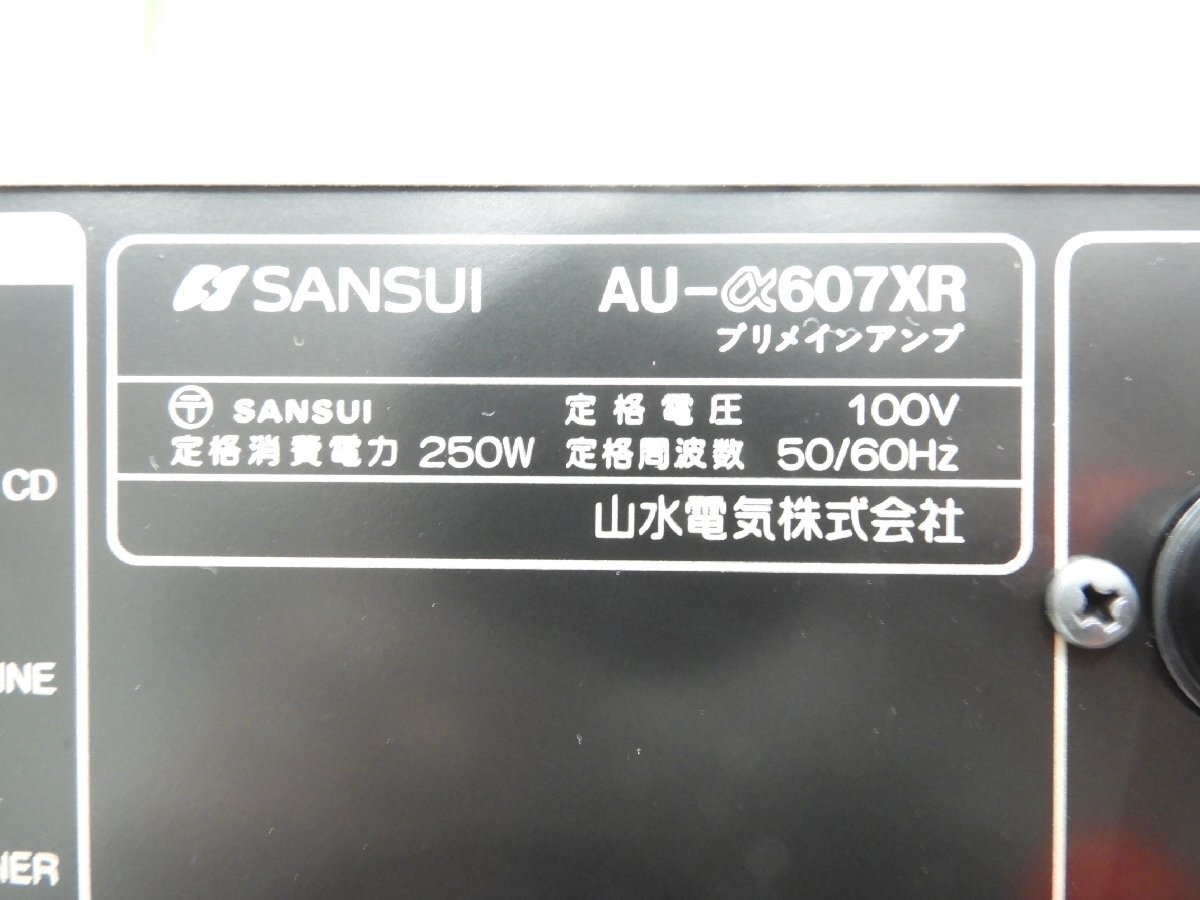 SANSUI AU-α607XR
プリメインアンプ
〒 SANSUI 定格電圧 100V
定格消費電力 250W 定格周波数 50/60Hz
山水電気株式会社
CD
INE
NER